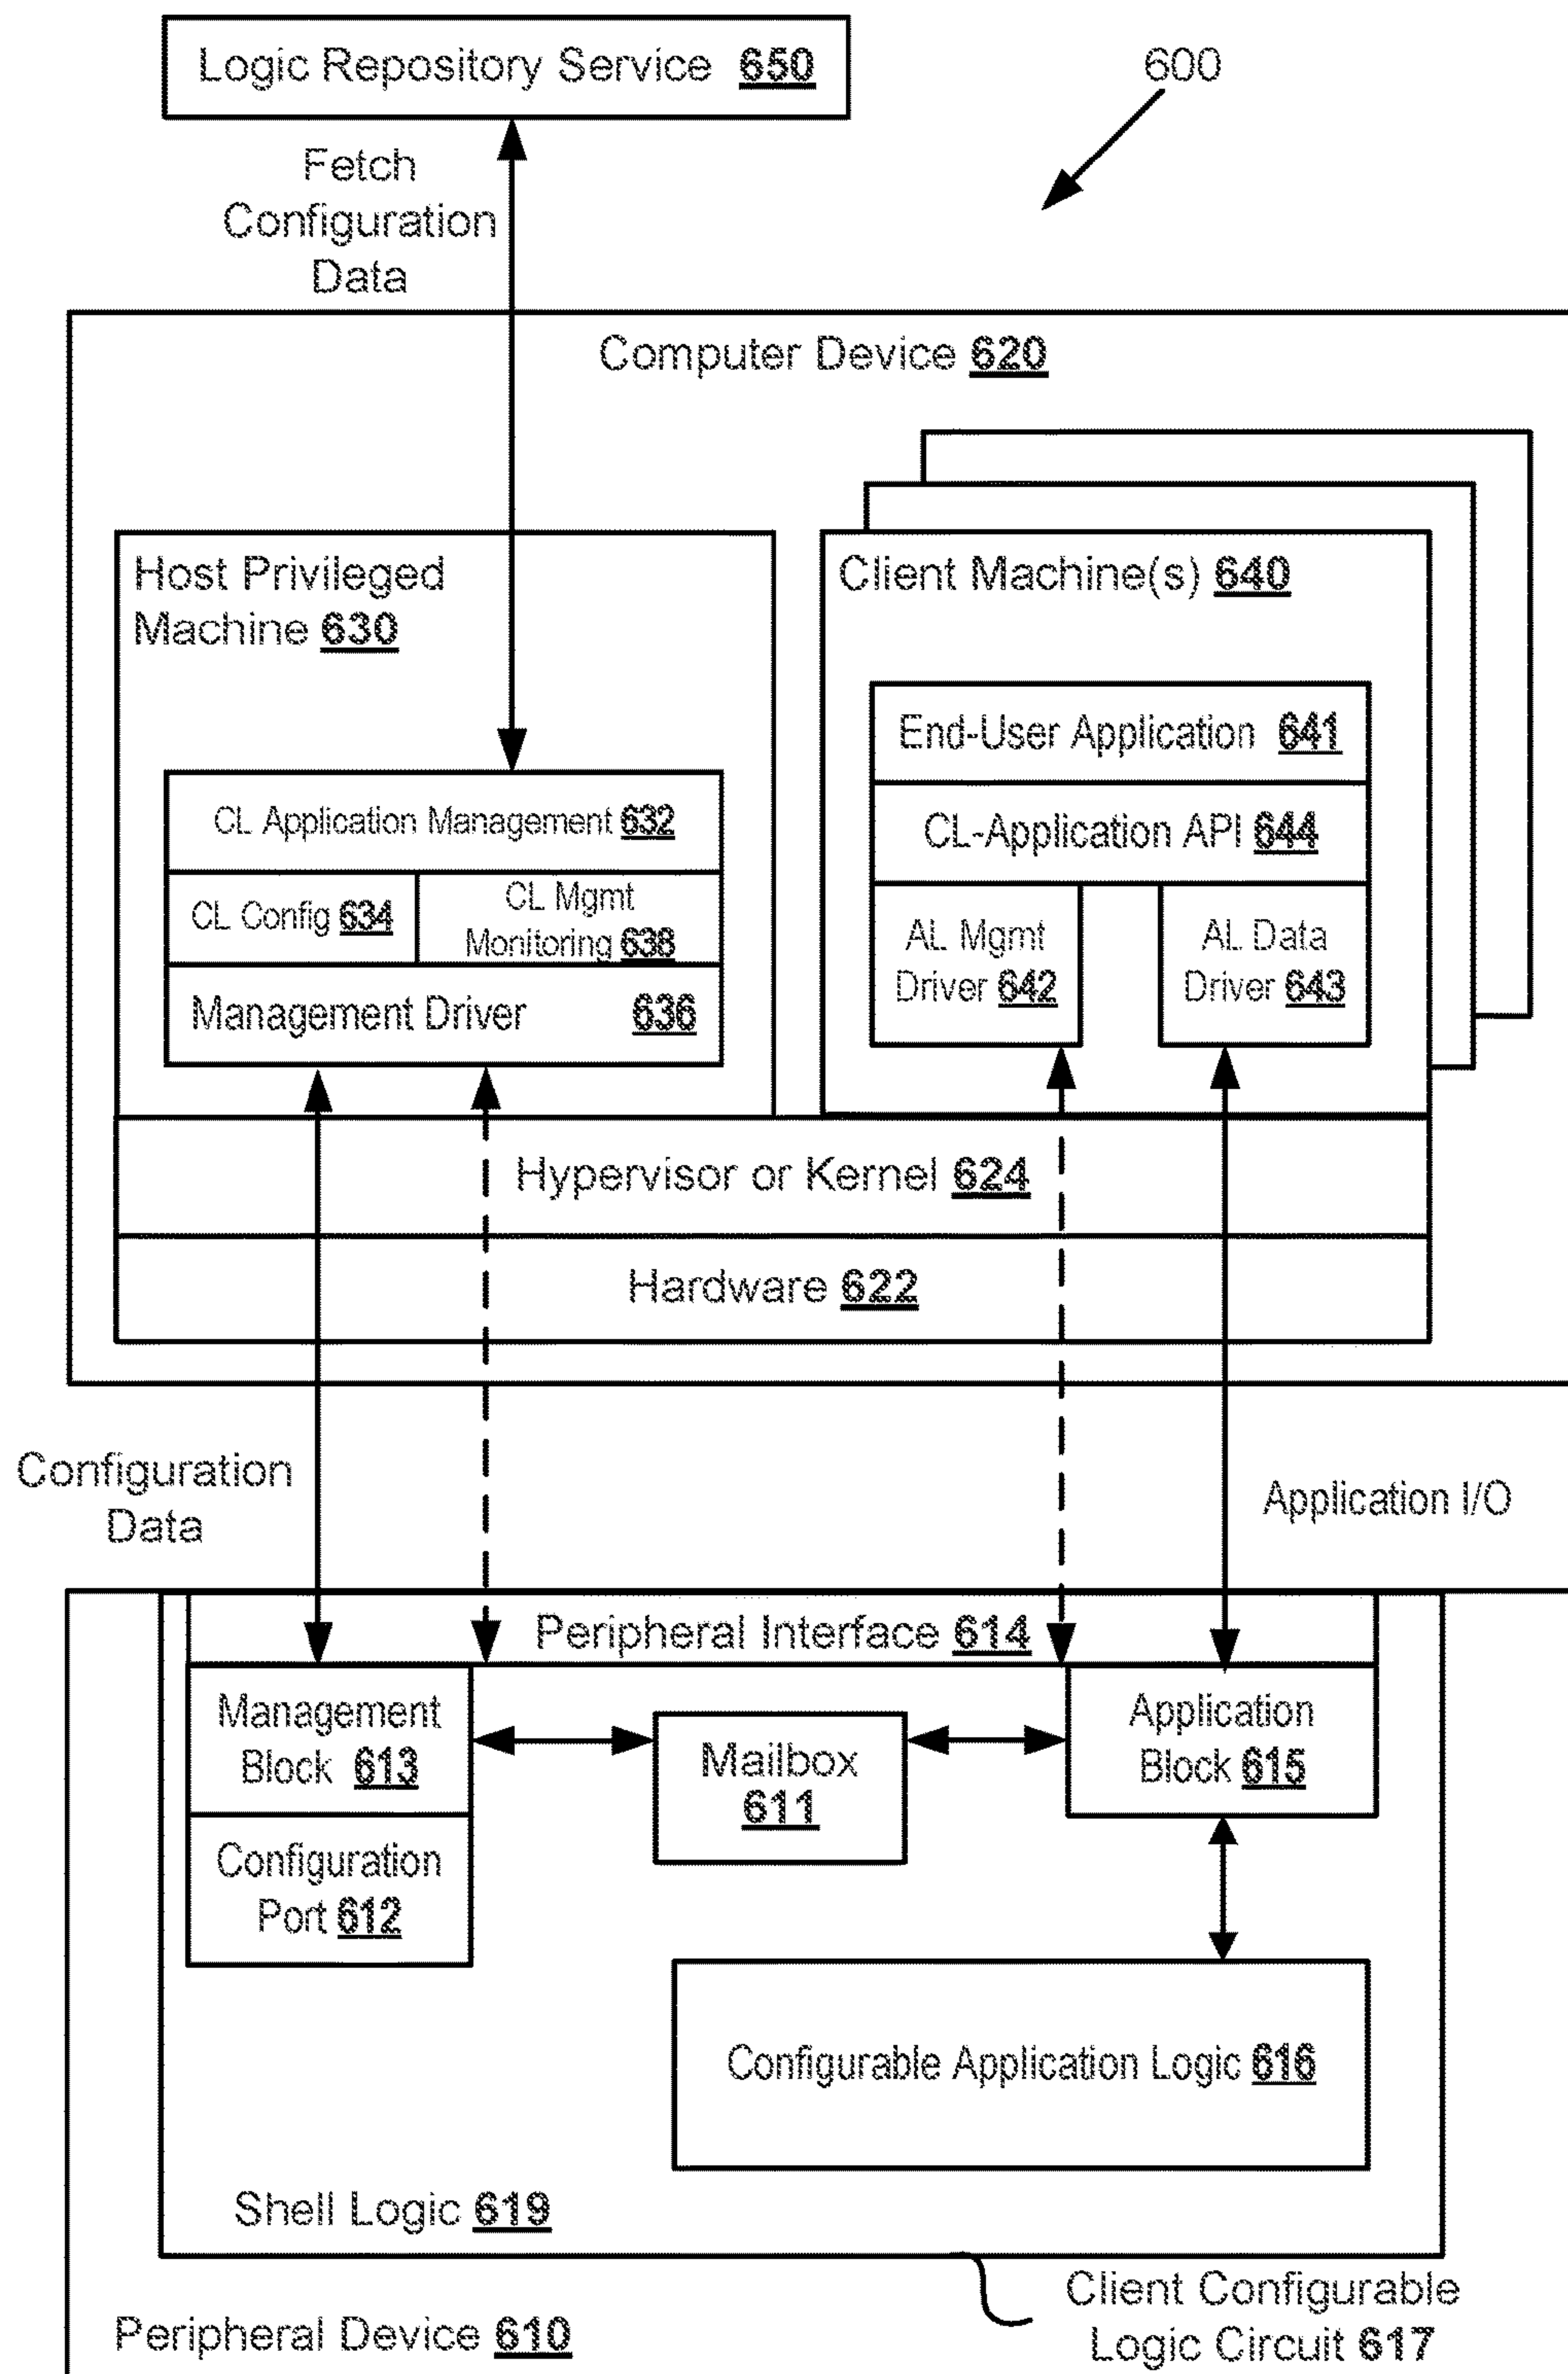 Logic Repository Service 650
600
Fetch
Configuration
Data
Computer Device 620
Host Privileged
Machine 630
Client Machine(s) 640
End-User Application 641
CL Application Management 632
CL-Application API 644
CL Config 634
CL Mgmt
Monitoring 638
AL Mgmt
Driver 642
AL Data
Driver 643
Management Driver 636
Hypervisor or Kernel 624
Hardware 622
Configuration
Data
Application I/O
Peripheral Interface 614
Management
Block 613
Mailbox
611
Application
Block 615
Configuration
Port 612
Configurable Application Logic 616
Shell Logic 619
Client Configurable
Logic Circuit 617
Peripheral Device 610